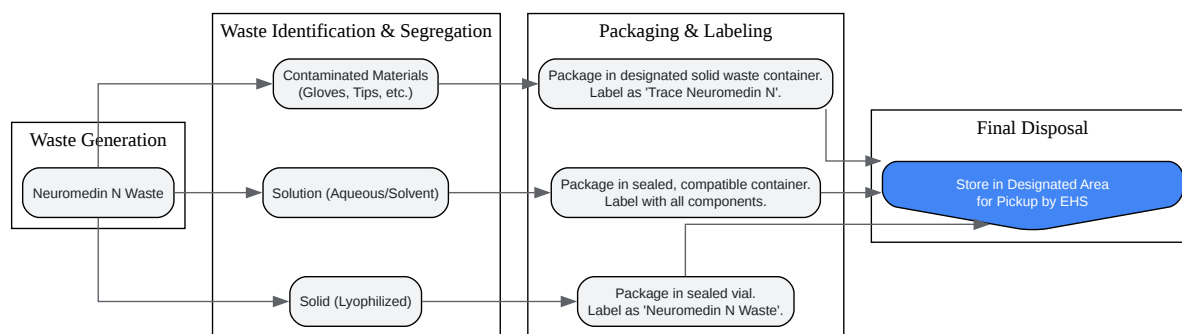 Waste Generation
Neuromedin N Waste
Waste Identification & Segregation
Contaminated Materials
(Gloves, Tips, etc.)
Solution (Aqueous/Solvent)
Solid (Lyophilized)
Packaging & Labeling
Package in designated solid waste container.
Label as 'Trace Neuromedin N'.
Package in sealed, compatible container.
Label with all components.
Package in sealed vial.
Label as 'Neuromedin N Waste'.
Final Disposal
Store in Designated Area
for Pickup by EHS